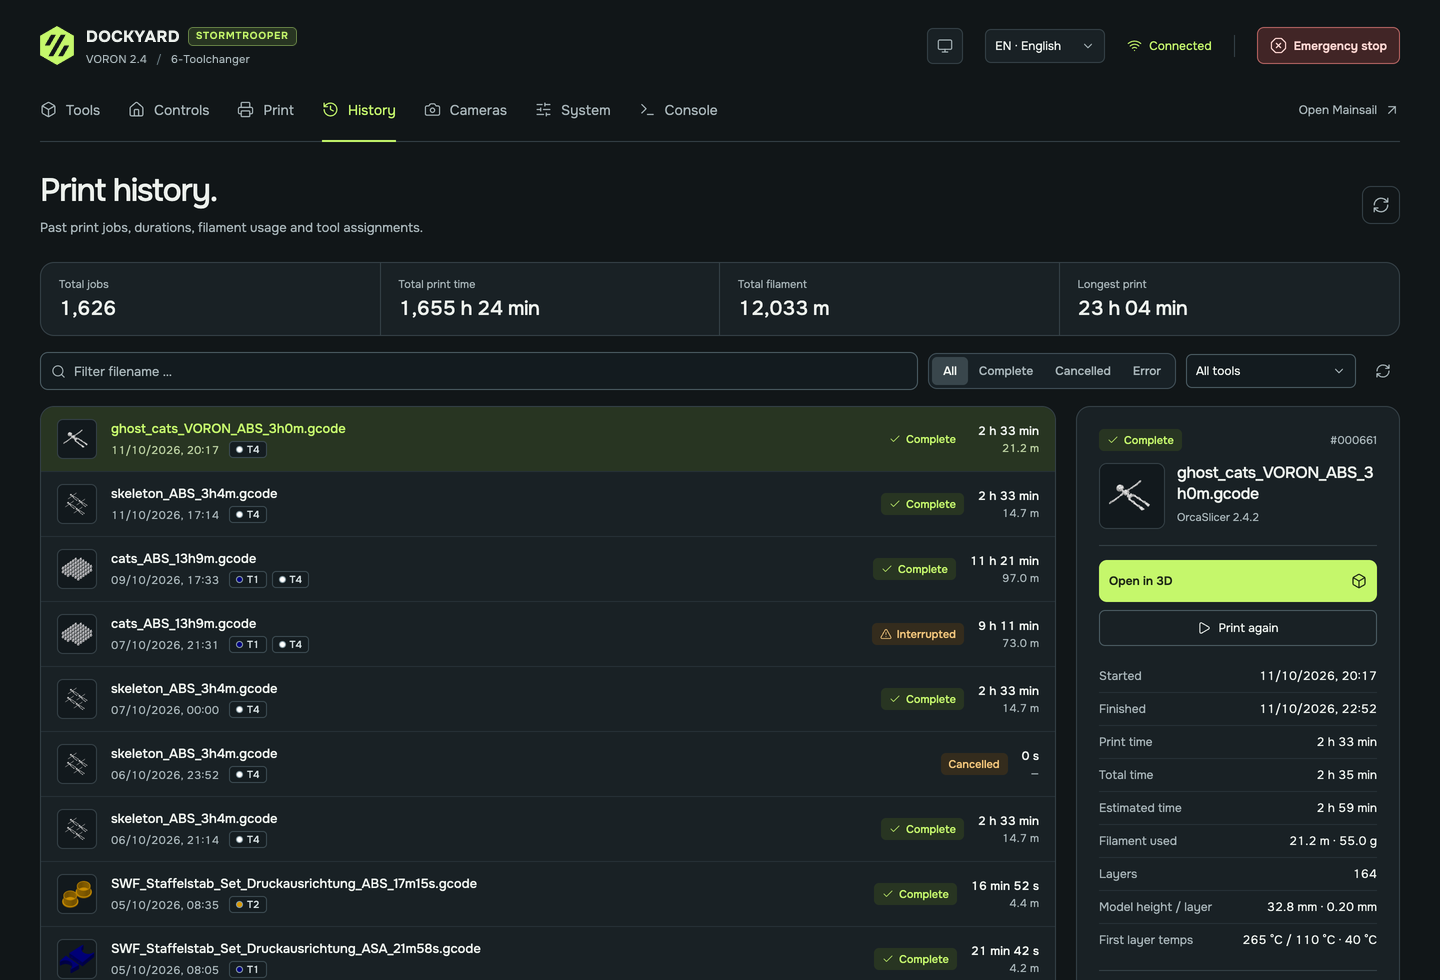 DOCKYARD STORMTROOPER
VORON 2.4 / 6-Toolchanger
EN · English
Connected
Emergency stop
Tools
Controls
Print
History
Cameras
System
Console
Open Mainsail
Print history.
Past print jobs, durations, filament usage and tool assignments.
Total jobs
1,626
Total print time
1,655 h 24 min
Total filament
12,033 m
Longest print
23 h 04 min
Filter filename ...
All
Complete
Cancelled
Error
All tools
ghost_cats_VORON_ABS_3h0m.gcode
11/10/2026, 20:17 T4
Complete
2 h 33 min
21.2 m
skeleton_ABS_3h4m.gcode
11/10/2026, 17:14 T4
Complete
2 h 33 min
14.7 m
cats_ABS_13h9m.gcode
09/10/2026, 17:33 T1 T4
Complete
11 h 21 min
97.0 m
cats_ABS_13h9m.gcode
07/10/2026, 21:31 T1 T4
Interrupted
9 h 11 min
73.0 m
skeleton_ABS_3h4m.gcode
07/10/2026, 00:00 T4
Complete
2 h 33 min
14.7 m
skeleton_ABS_3h4m.gcode
06/10/2026, 23:52 T4
Cancelled
0 s
–
skeleton_ABS_3h4m.gcode
06/10/2026, 21:14 T4
Complete
2 h 33 min
14.7 m
SWF_Staffelstab_Set_Druckausrichtung_ABS_17m15s.gcode
05/10/2026, 08:35 T2
Complete
16 min 52 s
4.4 m
SWF_Staffelstab_Set_Druckausrichtung_ASA_21m58s.gcode
05/10/2026, 08:05 T1
Complete
21 min 42 s
4.2 m
Complete
#000661
ghost_cats_VORON_ABS_3
h0m.gcode
OrcaSlicer 2.4.2
Open in 3D
Print again
Started 11/10/2026, 20:17
Finished 11/10/2026, 22:52
Print time 2 h 33 min
Total time 2 h 35 min
Estimated time 2 h 59 min
Filament used 21.2 m · 55.0 g
Layers 164
Model height / layer 32.8 mm · 0.20 mm
First layer temps 265 °C / 110 °C · 40 °C